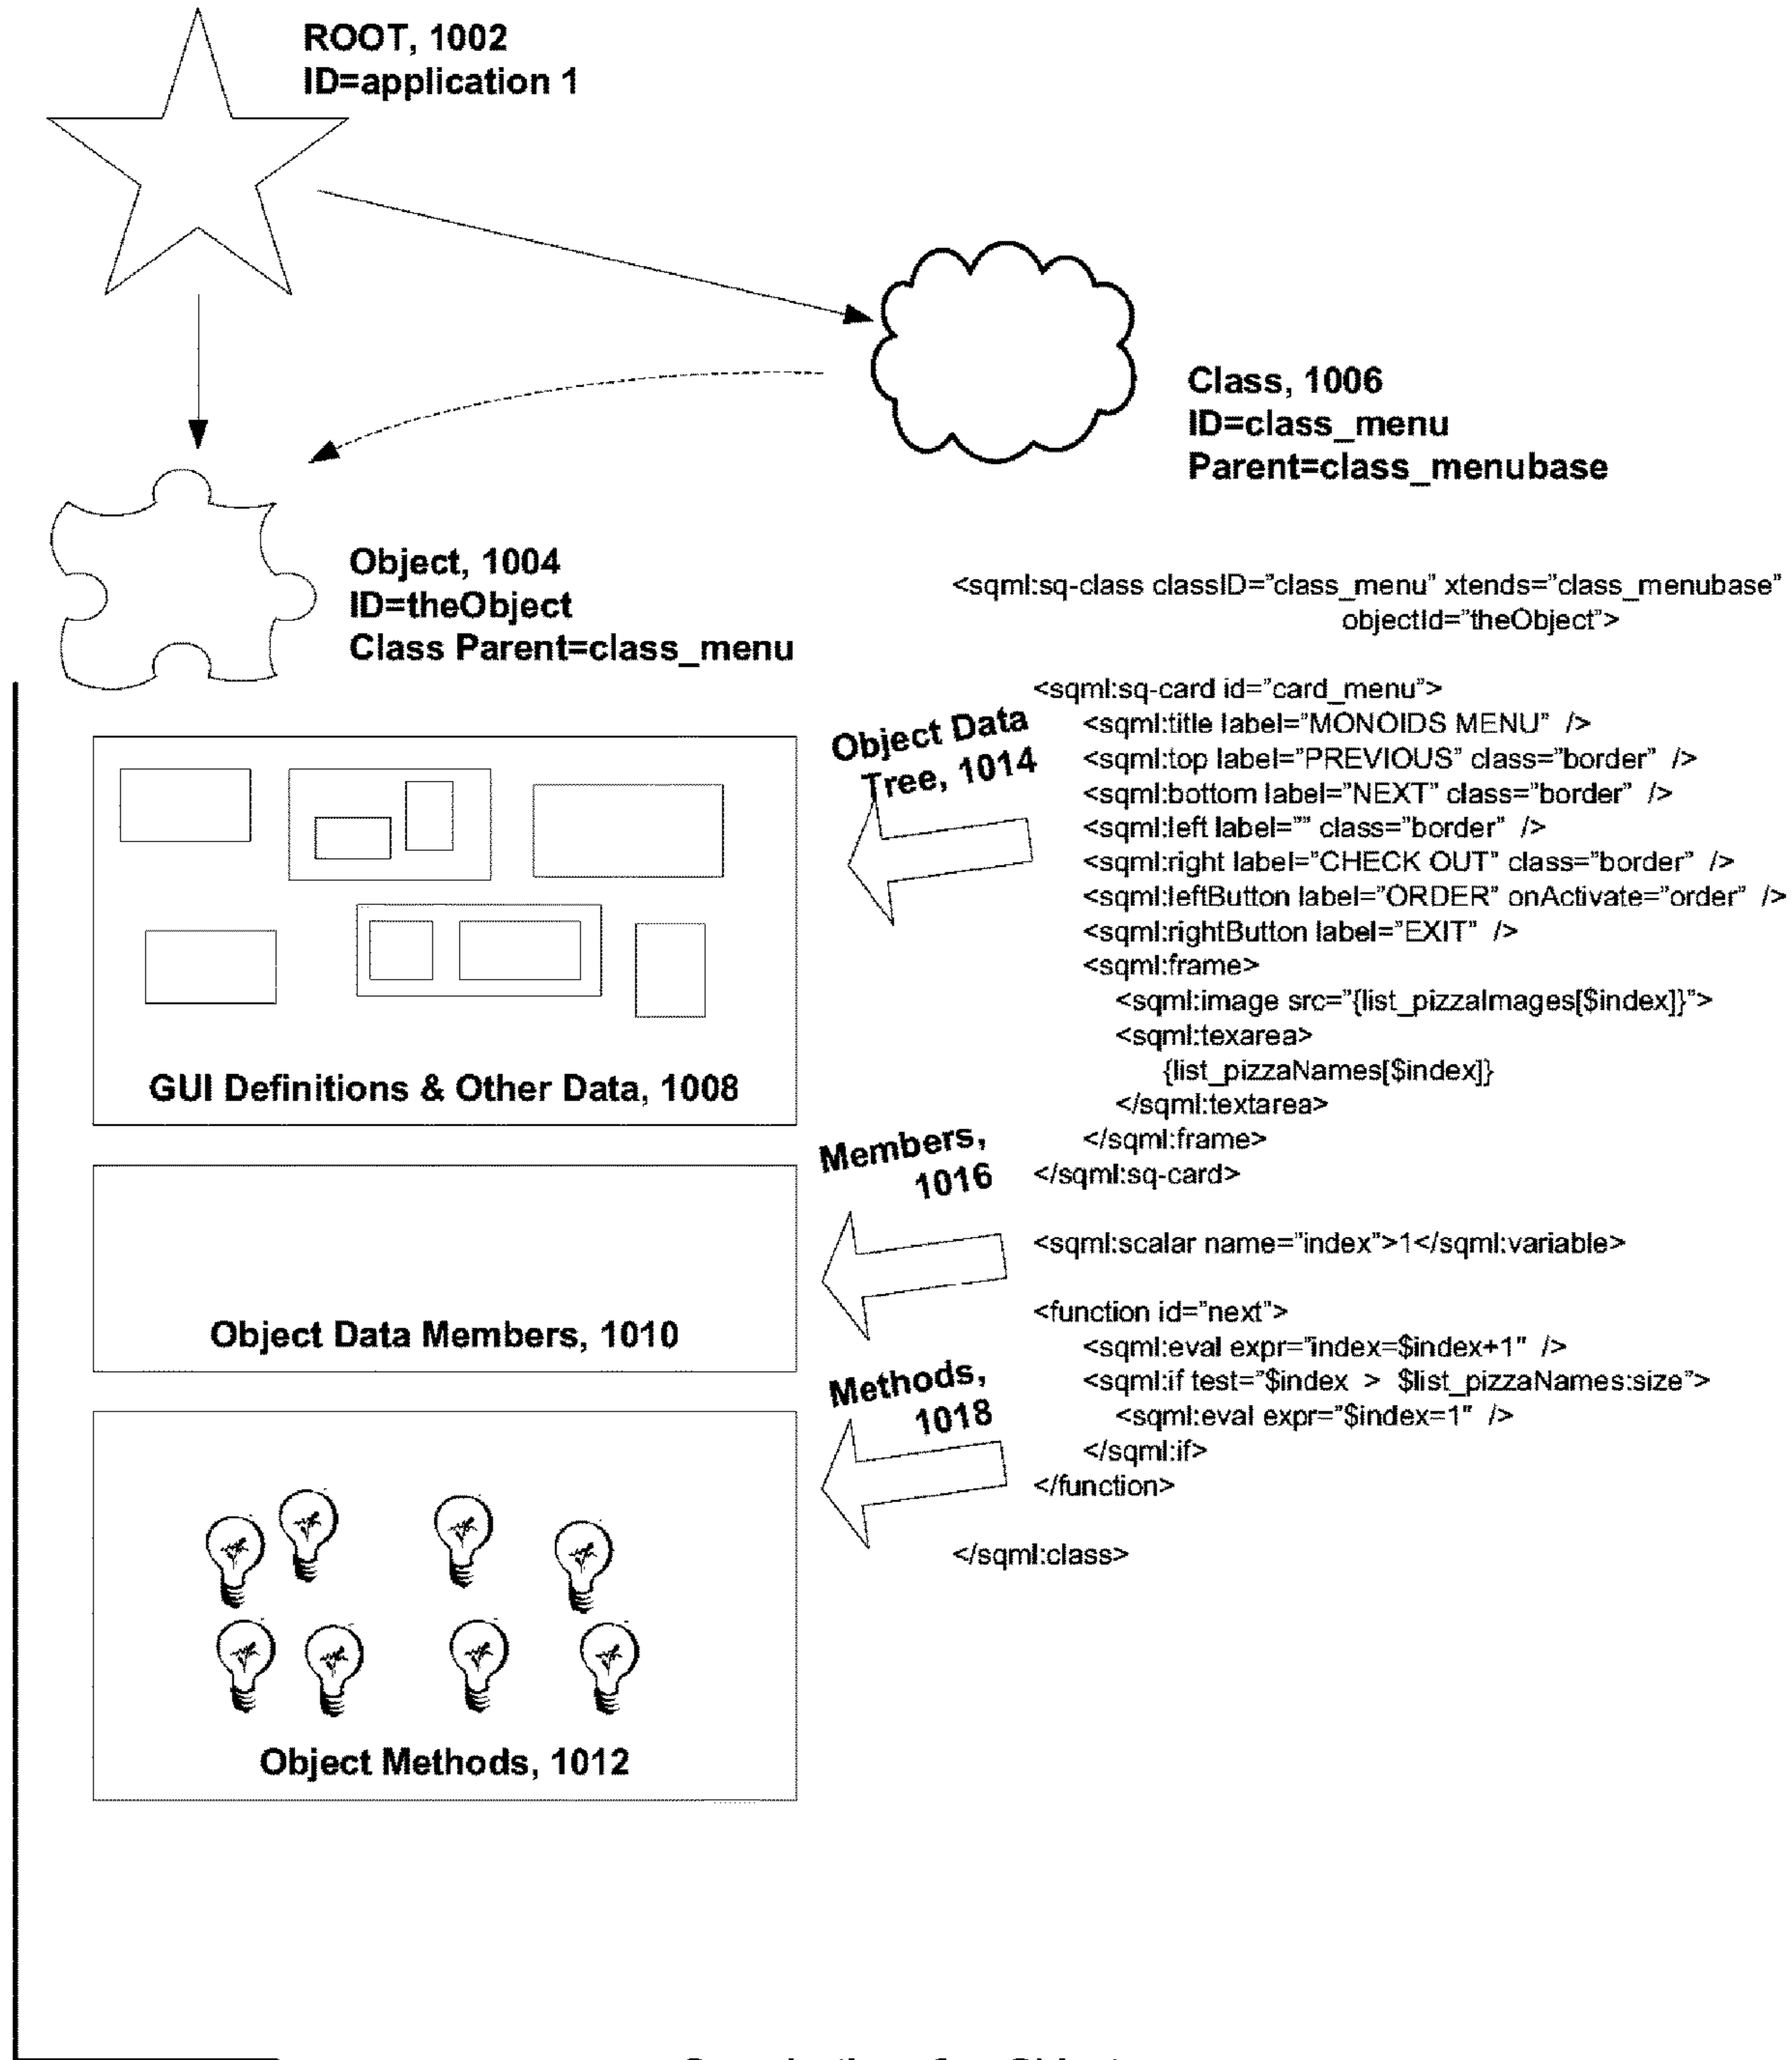 ROOT, 1002
ID=application 1
Class, 1006
ID=class_menu
Parent=class_menubase
Object, 1004
ID=theObject
Class Parent=class_menu
<sqml:sq-class classID="class_menu" xtends="class_menubase"
objectId="theObject">
Object Data
Tree, 1014
<sqml:sq-card id="card_menu">
<sqml:title label="MONOIDS MENU" />
<sqml:top label="PREVIOUS" class="border" />
<sqml:bottom label="NEXT" class="border" />
<sqml:left label="" class="border" />
<sqml:right label="CHECK OUT" class="border" />
<sqml:leftButton label="ORDER" onActivate="order" />
<sqml:rightButton label="EXIT" />
<sqml:frame>
<sqml:image src="{list_pizzaImages[$index]}">
<sqml:texarea>
{list_pizzaNames[$index]}
</sqml:textarea>
</sqml:frame>
</sqml:sq-card>
GUI Definitions & Other Data, 1008
Members,
1016
<sqml:scalar name="index">1</sqml:variable>
Object Data Members, 1010
Methods,
1018
<function id="next">
<sqml:eval expr="index=$index+1" />
<sqml:if test="$index > $list_pizzaNames:size">
<sqml:eval expr="$index=1" />
</sqml:if>
</function>
</sqml:class>
Object Methods, 1012